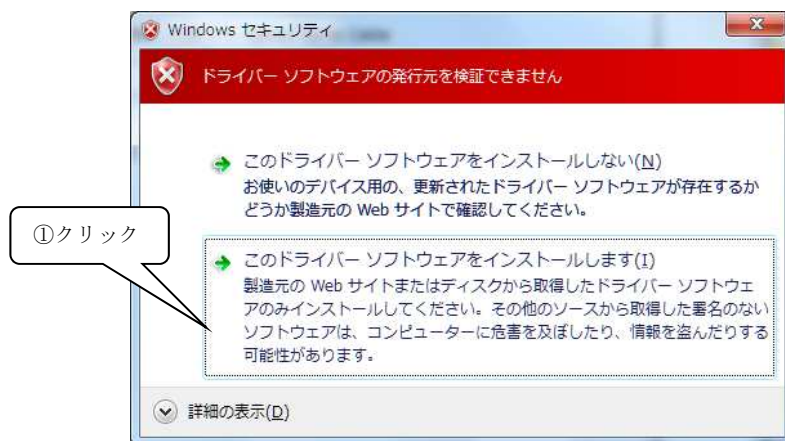 Windows セキュリティ
ドライバー ソフトウェアの発行元を検証できません
このドライバー ソフトウェアをインストールしない(N)
お使いのデバイス用の、更新されたドライバー ソフトウェアが存在するか
どうか製造元の Web サイトで確認してください。
①クリック
このドライバー ソフトウェアをインストールします(I)
製造元の Web サイトまたはディスクから取得したドライバー ソフトウェ
アのみインストールしてください。その他のソースから取得した署名のない
ソフトウェアは、コンピューターに危害を及ぼしたり、情報を盗んだりする
可能性があります。
詳細の表示(D)